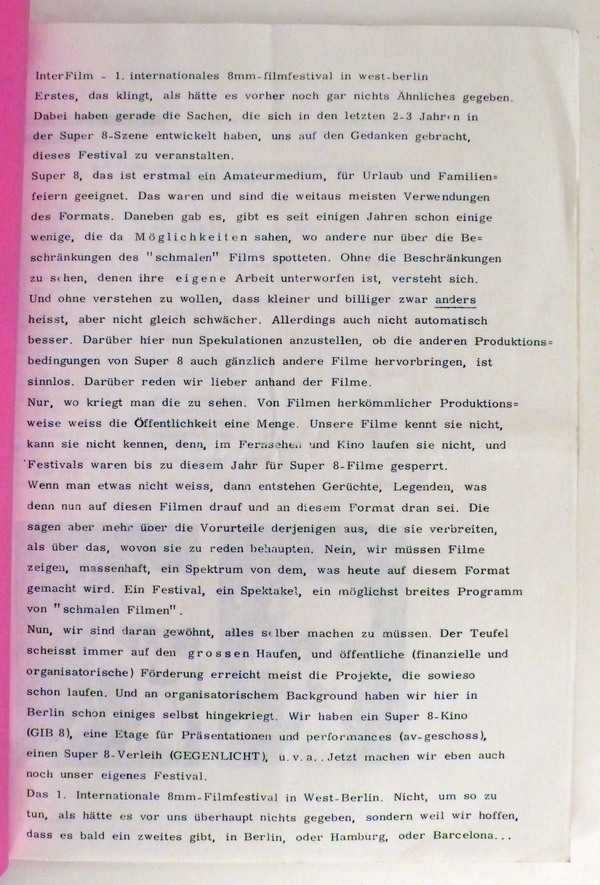 InterFilm - 1. internationales 8mm-filmfestival in west-berlin
Erstes, das klingt, als hätte es vorher noch gar nichts Ähnliches gegeben.
Dabei haben gerade die Sachen, die sich in den letzten 2-3 Jahren in
der Super 8-Szene entwickelt haben, uns auf den Gedanken gebracht,
dieses Festival zu veranstalten.
Super 8, das ist erstmal ein Amateurmedium, für Urlaub und Familien=
feiern geeignet. Das waren und sind die weitaus meisten Verwendungen
des Formats. Daneben gab es, gibt es seit einigen Jahren schon einige
wenige, die da Möglichkeiten sahen, wo andere nur über die Be=
schränkungen des "schmalen" Films spotteten. Ohne die Beschränkungen
zu sehen, denen ihre eigene Arbeit unterworfen ist, versteht sich.
Und ohne verstehen zu wollen, dass kleiner und billiger zwar anders
heisst, aber nicht gleich schwächer. Allerdings auch nicht automatisch
besser. Darüber hier nun Spekulationen anzustellen, ob die anderen Produktions=
bedingungen von Super 8 auch gänzlich andere Filme hervorbringen, ist
sinnlos. Darüber reden wir lieber anhand der Filme.
Nur, wo kriegt man die zu sehen. Von Filmen herkömmlicher Produktions=
weise weiss die Öffentlichkeit eine Menge. Unsere Filme kennt sie nicht,
kann sie nicht kennen, denn, im Fernsehen und Kino laufen sie nicht, und
Festivals waren bis zu diesem Jahr für Super 8-Filme gesperrt.
Wenn man etwas nicht weiss, dann entstehen Gerüchte, Legenden, was
denn nun auf diesen Filmen drauf und an diesem Format dran sei. Die
sagen aber mehr über die Vorurteile derjenigen aus, die sie verbreiten,
als über das, wovon sie zu reden behaupten. Nein, wir müssen Filme
zeigen, massenhaft, ein Spektrum von dem, was heute auf diesem Format
gemacht wird. Ein Festival, ein Spektakel, ein möglichst breites Programm
von "schmalen Filmen".
Nun, wir sind daran gewöhnt, alles selber machen zu müssen. Der Teufel
scheisst immer auf den grossen Haufen, und öffentliche (finanzielle und
organisatorische) Förderung erreicht meist die Projekte, die sowieso
schon laufen. Und an organisatorischem Background haben wir hier in
Berlin schon einiges selbst hingekriegt. Wir haben ein Super 8-Kino
(GIB 8), eine Etage für Präsentationen und performances (av-geschoss),
einen Super 8-Verleih (GEGENLICHT), u.v.a.. Jetzt machen wir eben auch
noch unser eigenes Festival.
Das 1. Internationale 8mm-Filmfestival in West-Berlin. Nicht, um so zu
tun, als hätte es vor uns überhaupt nichts gegeben, sondern weil wir hoffen,
dass es bald ein zweites gibt, in Berlin, oder Hamburg, oder Barcelona...